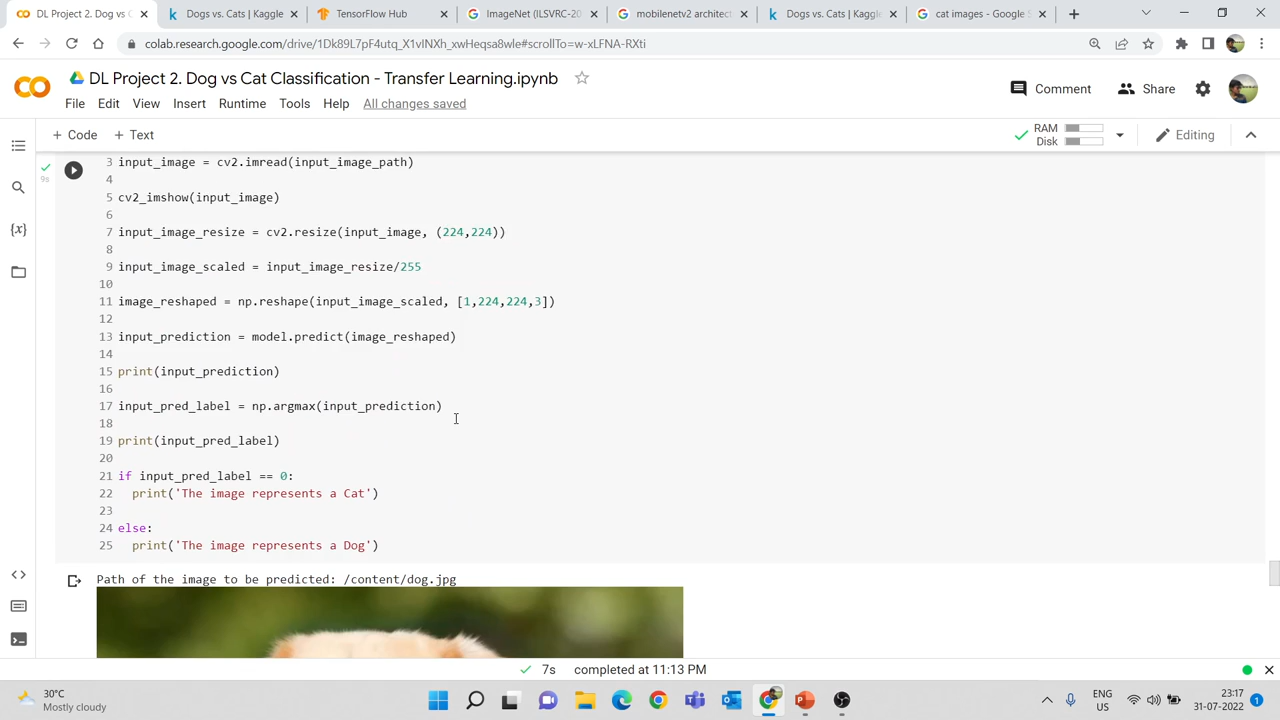 DL Project 2. Dog vs C
Dogs vs. Cats | Kaggle
TensorFlow Hub
ImageNet (ILSVRC-20
mobilenetv2 architect
Dogs vs. Cats | Kaggle
cat images - Google S
colab.research.google.com/drive/1Dk89L7pF4utq_X1vINXh_xwHeqsa8wle#scrollTo=w-xLFNA-RXti
DL Project 2. Dog vs Cat Classification - Transfer Learning.ipynb
Comment
Share
File Edit View Insert Runtime Tools Help All changes saved
+ Code + Text
RAM
Disk
Editing
9s
3 input_image = cv2.imread(input_image_path)
4
5 cv2_imshow(input_image)
6
7 input_image_resize = cv2.resize(input_image, (224,224))
8
9 input_image_scaled = input_image_resize/255
10
11 image_reshaped = np.reshape(input_image_scaled, [1,224,224,3])
12
13 input_prediction = model.predict(image_reshaped)
14
15 print(input_prediction)
16
17 input_pred_label = np.argmax(input_prediction)
18
19 print(input_pred_label)
20
21 if input_pred_label == 0:
22   print('The image represents a Cat')
23
24 else:
25   print('The image represents a Dog')
Path of the image to be predicted: /content/dog.jpg
7s completed at 11:13 PM
30°C
Mostly cloudy
ENG
US
23:17
31-07-2022
1